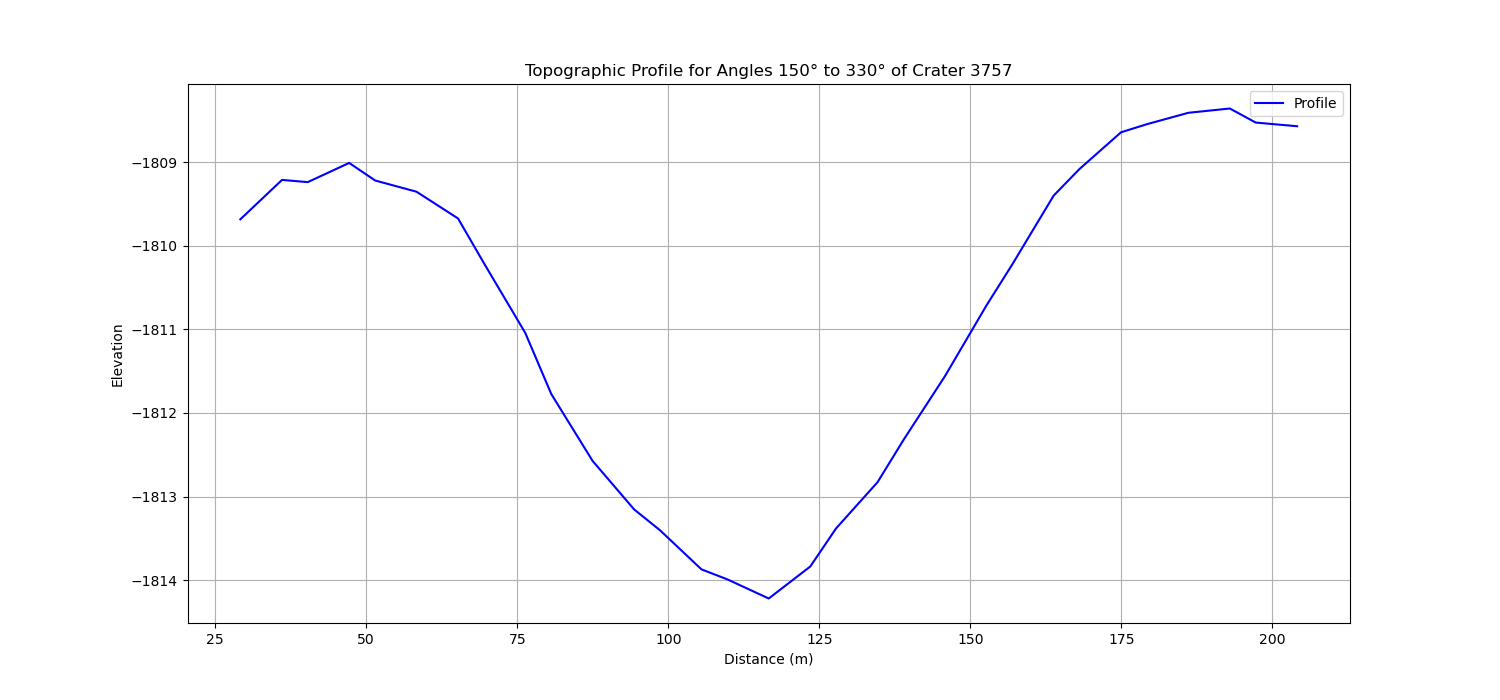 Topographic Profile for Angles 150° to 330° of Crater 3757
Profile
−1809
−1810
−1811
−1812
−1813
−1814
Elevation
25 50 75 100 125 150 175 200
Distance (m)